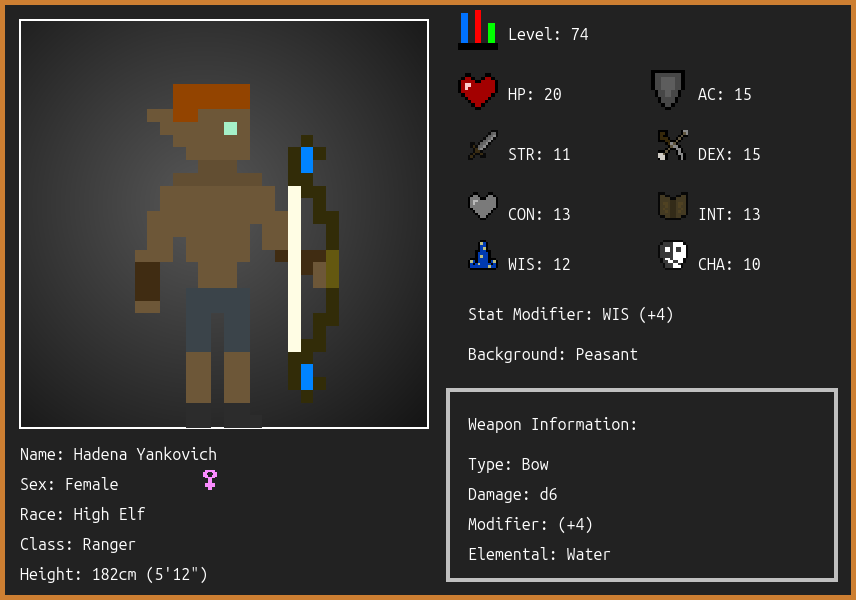 Level: 74
HP: 20
AC: 15
STR: 11
DEX: 15
CON: 13
INT: 13
WIS: 12
CHA: 10
Stat Modifier: WIS (+4)
Background: Peasant
Weapon Information:
Type: Bow
Damage: d6
Modifier: (+4)
Elemental: Water
Name: Hadena Yankovich
Sex: Female
Race: High Elf
Class: Ranger
Height: 182cm (5'12")